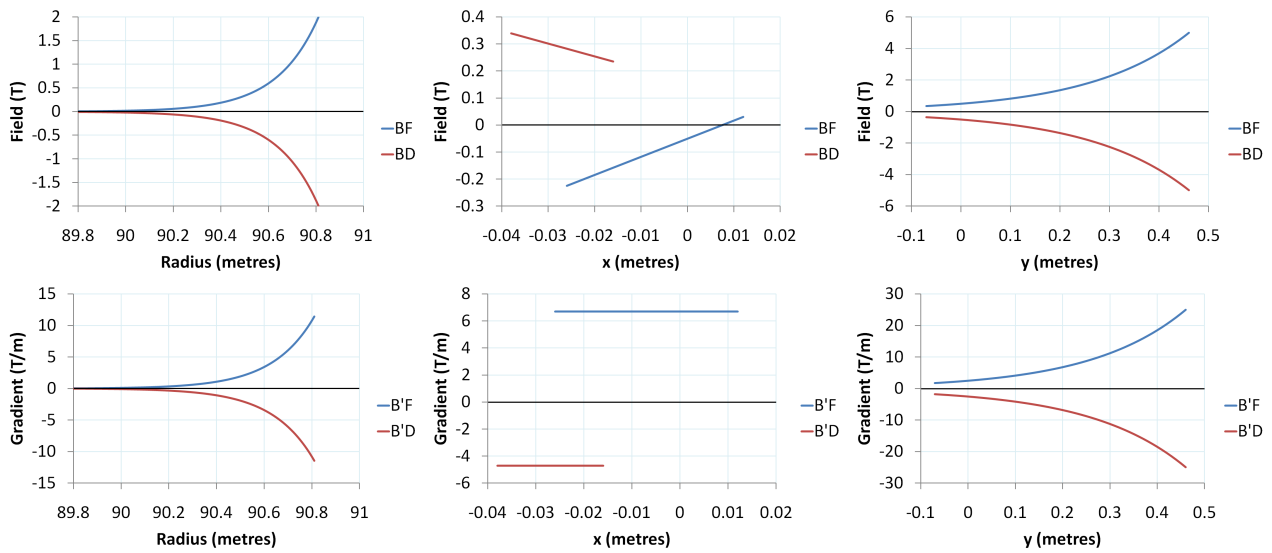 Field (T)
2
1.5
1
0.5
0
-0.5
-1
-1.5
-2
89.8 90 90.2 90.4 90.6 90.8 91
Radius (metres)
BF
BD
Field (T)
0.4
0.3
0.2
0.1
0
-0.1
-0.2
-0.3
-0.04 -0.03 -0.02 -0.01 0 0.01 0.02
x (metres)
BF
BD
Field (T)
6
4
2
0
-2
-4
-6
-0.1 0 0.1 0.2 0.3 0.4 0.5
y (metres)
BF
BD
Gradient (T/m)
15
10
5
0
-5
-10
-15
89.8 90 90.2 90.4 90.6 90.8 91
Radius (metres)
B'F
B'D
Gradient (T/m)
8
6
4
2
0
-2
-4
-6
-0.04 -0.03 -0.02 -0.01 0 0.01 0.02
x (metres)
B'F
B'D
Gradient (T/m)
30
20
10
0
-10
-20
-30
-0.1 0 0.1 0.2 0.3 0.4 0.5
y (metres)
B'F
B'D